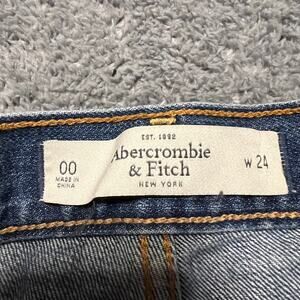 EST. 1892
Abercrombie
& Fitch
NEW YORK
00
MADE IN
CHINA
W 24